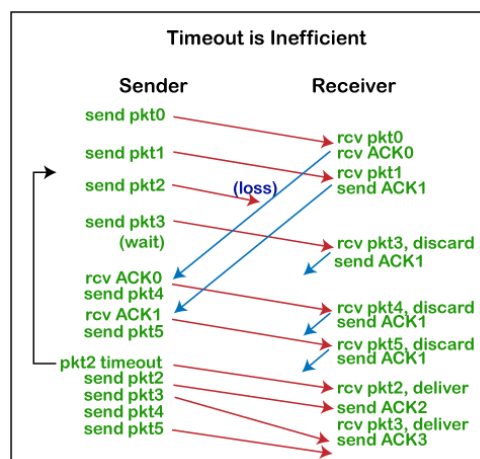 Timeout is Inefficient
Sender
Receiver
send pkt0
rcv pkt0
rcv ACK0
send pkt1
rcv pkt1
send pkt2
(loss)
send ACK1
send pkt3
(wait)
rcv pkt3, discard
send ACK1
rcv ACK0
send pkt4
rcv pkt4, discard
rcv ACK1
send ACK1
send pkt5
rcv pkt5, discard
send ACK1
pkt2 timeout
send pkt2
rcv pkt2, deliver
send pkt3
send ACK2
send pkt4
rcv pkt3, deliver
send pkt5
send ACK3